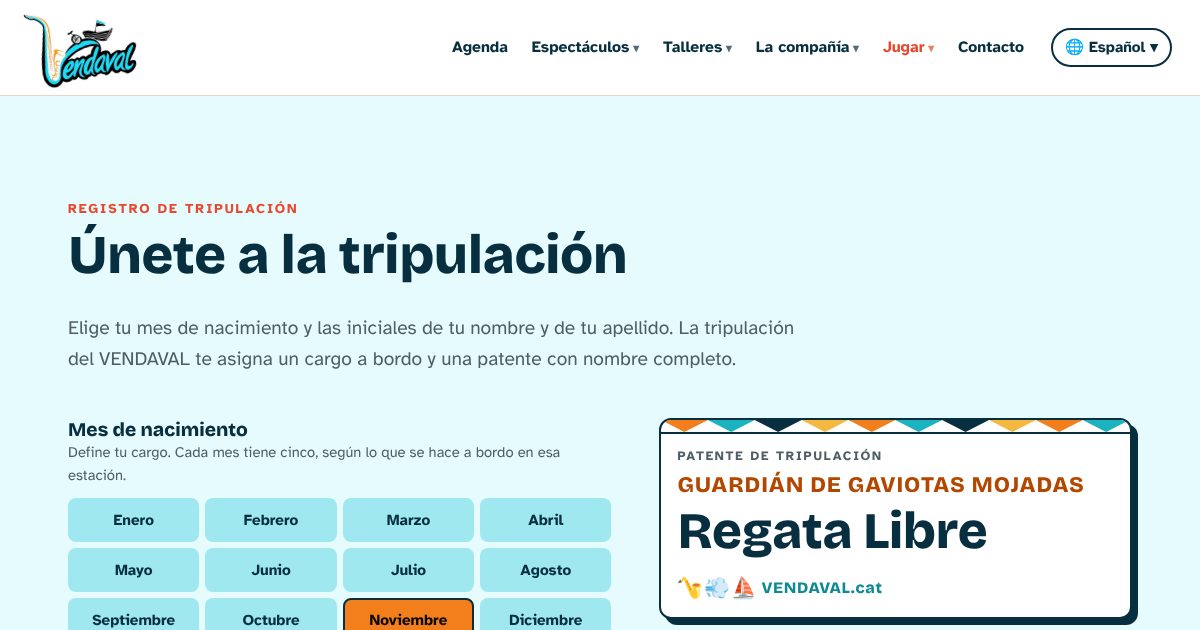 Vendaval
Agenda
Espectáculos ▾
Talleres ▾
La compañía ▾
Jugar ▾
Contacto
🌐 Español ▾
REGISTRO DE TRIPULACIÓN
Únete a la tripulación
Elige tu mes de nacimiento y las iniciales de tu nombre y de tu apellido. La tripulación
del VENDAVAL te asigna un cargo a bordo y una patente con nombre completo.
Mes de nacimiento
Define tu cargo. Cada mes tiene cinco, según lo que se hace a bordo en esa
estación.
Enero
Febrero
Marzo
Abril
Mayo
Junio
Julio
Agosto
Septiembre
Octubre
Noviembre
Diciembre
PATENTE DE TRIPULACIÓN
GUARDIÁN DE GAVIOTAS MOJADAS
Regata Libre
🎷💨⛵ VENDAVAL.cat